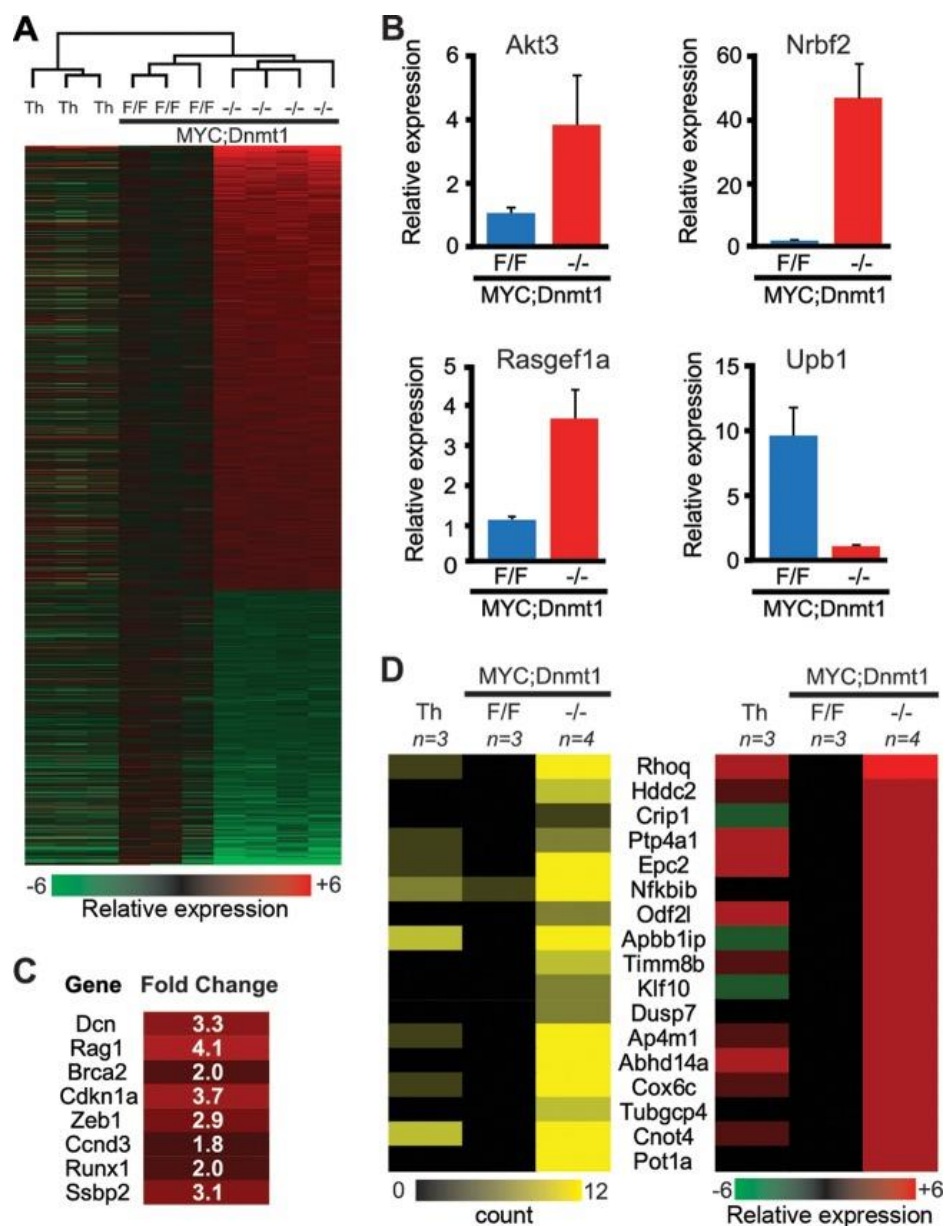 A
Th Th Th F/F F/F F/F -/- -/- -/- -/-
MYC;Dnmt1
-6 +6
Relative expression
B
Akt3
Relative expression
6
4
2
0
F/F -/-
MYC;Dnmt1
Nrbf2
Relative expression
60
40
20
0
F/F -/-
MYC;Dnmt1
Rasgef1a
Relative expression
5
4
3
2
1
0
F/F -/-
MYC;Dnmt1
Upb1
Relative expression
15
10
5
0
F/F -/-
MYC;Dnmt1
C
Gene Fold Change
Dcn 3.3
Rag1 4.1
Brca2 2.0
Cdkn1a 3.7
Zeb1 2.9
Ccnd3 1.8
Runx1 2.0
Ssbp2 3.1
D
MYC;Dnmt1 MYC;Dnmt1
Th F/F -/- Th F/F -/-
n=3 n=3 n=4 n=3 n=3 n=4
Rhoq
Hddc2
Crip1
Ptp4a1
Epc2
Nfkbib
Odf2l
Apbb1ip
Timm8b
Klf10
Dusp7
Ap4m1
Abhd14a
Cox6c
Tubgcp4
Cnot4
Pot1a
0 12
count
-6 +6
Relative expression